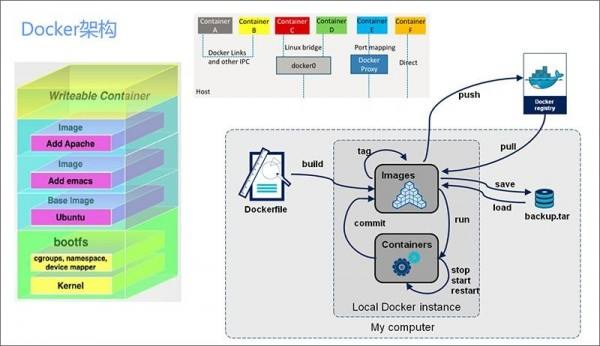 Docker架构
Container A
Container B
Container C
Container D
Container E
Container F
Docker Links
and other IPC
Linux bridge
docker0
Port mapping
Docker
Proxy
Direct
Host
Writeable Container
Image
Add Apache
Image
Add emacs
Base Image
Ubuntu
bootfs
cgroups, namespace,
device mapper
Kernel
push
Docker
registry
pull
tag
build
Images
save
load
Dockerfile
backup.tar
commit
run
Containers
stop
start
restart
Local Docker instance
My computer